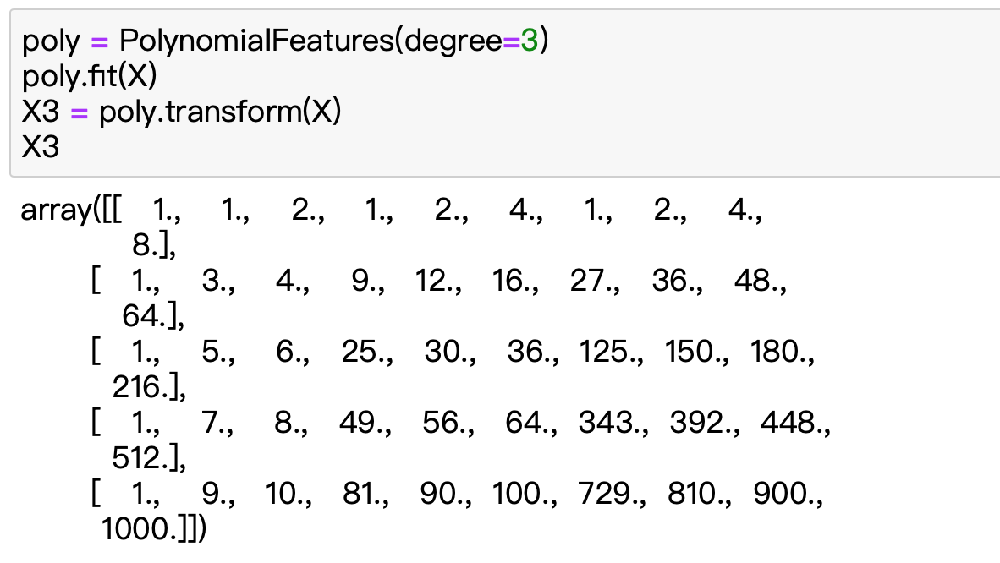 poly = PolynomialFeatures(degree=3)
poly.fit(X)
X3 = poly.transform(X)
X3
array([[ 1., 1., 2., 1., 2., 4., 1., 2., 4.,
8.],
[ 1., 3., 4., 9., 12., 16., 27., 36., 48.,
64.],
[ 1., 5., 6., 25., 30., 36., 125., 150., 180.,
216.],
[ 1., 7., 8., 49., 56., 64., 343., 392., 448.,
512.],
[ 1., 9., 10., 81., 90., 100., 729., 810., 900.,
1000.]])